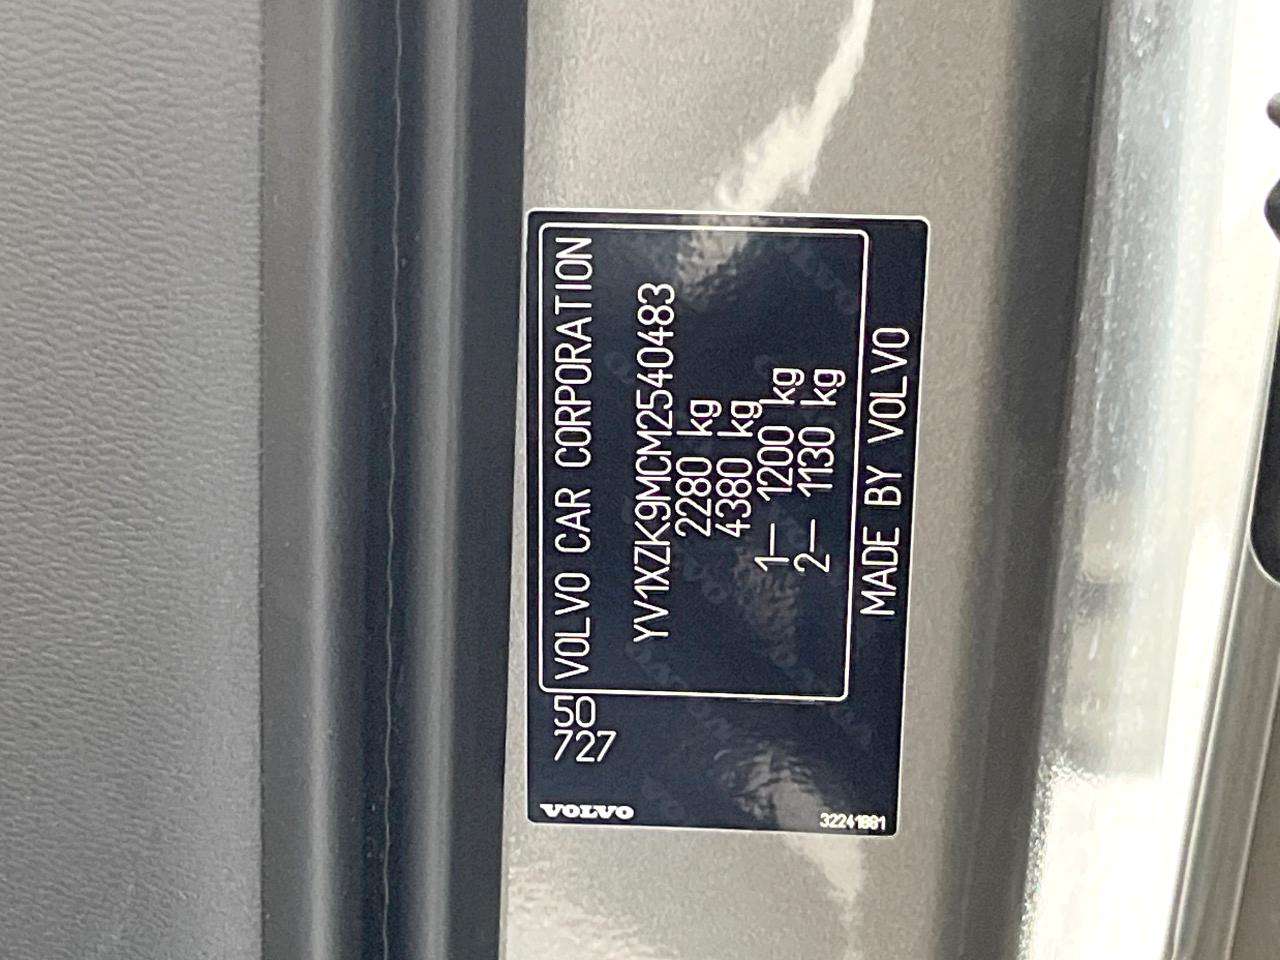 VOLVO CAR CORPORATION
YV1XZK9MCM2540483
2280 kg
4380 kg
1– 1200 kg
2– 1130 kg
MADE BY VOLVO
50
727
VOLVO